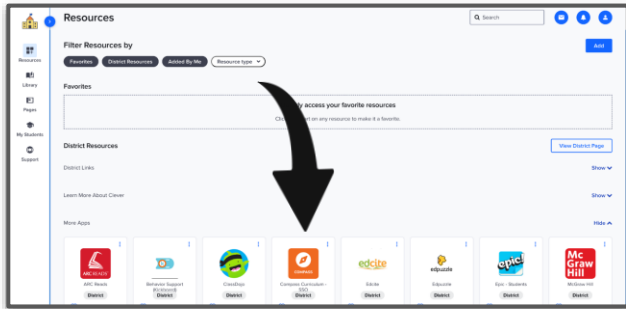 Resources
Search
Filter Resources by
Add
Favorites
District Resources
Added By Me
Resource type
Resources
Library
Pages
My Students
Support
Favorites
access your favorite resources
on any resource to make it a favorite.
District Resources
View District Page
District Links
Show
Learn More About Clever
Show
More Apps
Hide
ARC READS
COMPASS
edcite
edpuzzle
epic!
Mc
Graw
Hill
ARC Reads
Behavior Support
ClassDojo
Compass Curriculum -
SSO
Edcite
Edpuzzle
Epic - Students
McGraw Hill
District
District
District
District
District
District
District
District